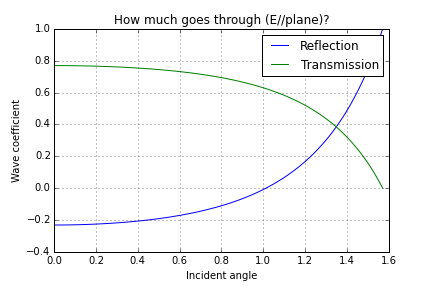 How much goes through (E//plane)?
Reflection
Transmission
Wave coefficient
1.0
0.8
0.6
0.4
0.2
0.0
−0.2
−0.4
0.0 0.2 0.4 0.6 0.8 1.0 1.2 1.4 1.6
Incident angle